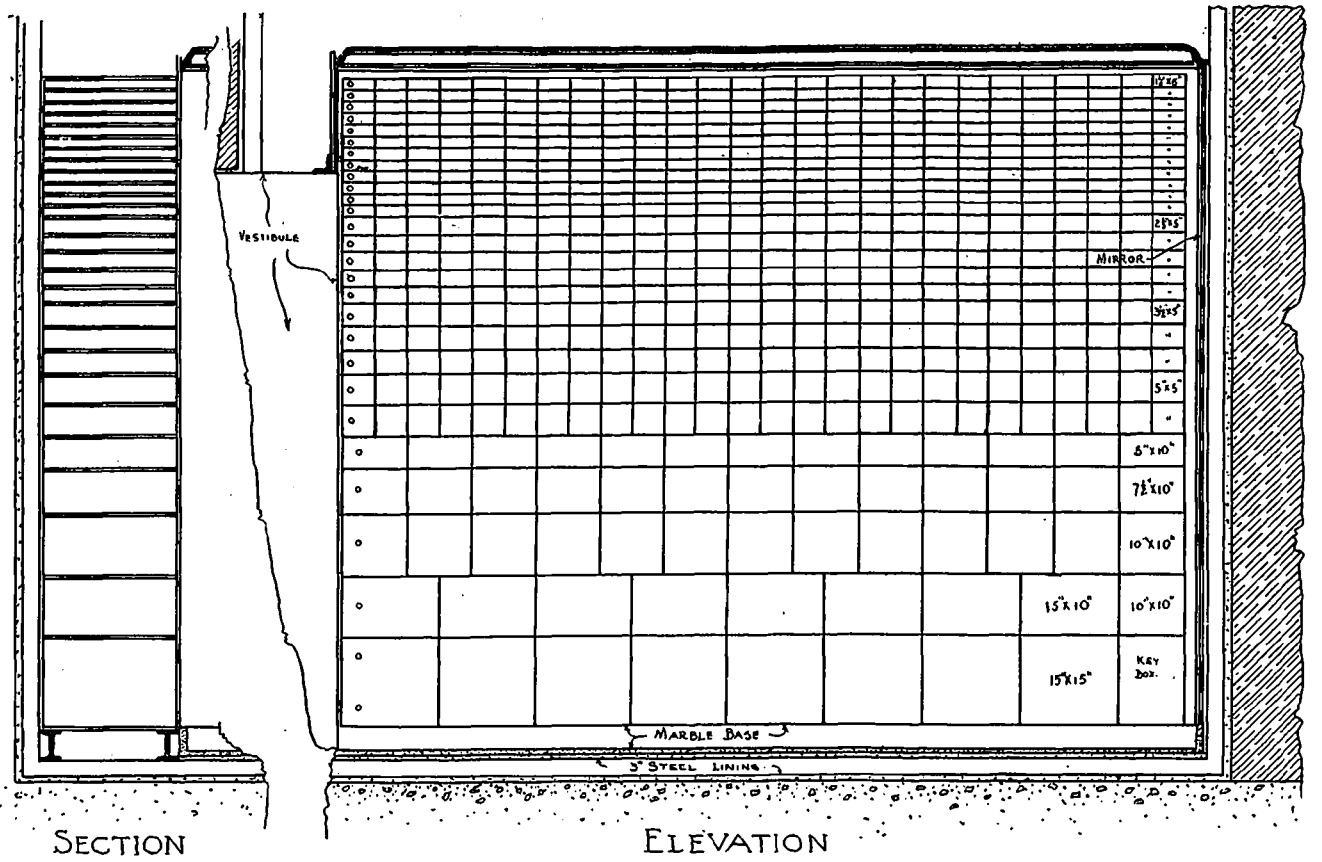 1½"x5"
"
"
"
"
"
"
"
"
"
"
"
VESTIBULE
2½"x5"
"
MIRROR
"
"
"
3½"x5"
"
"
5"x5"
"
5"x10"
7½"x10"
10"x10"
15"x10" 10"x10"
KEY
BOX.
15"x15"
MARBLE BASE
3" STEEL LINING
SECTION ELEVATION